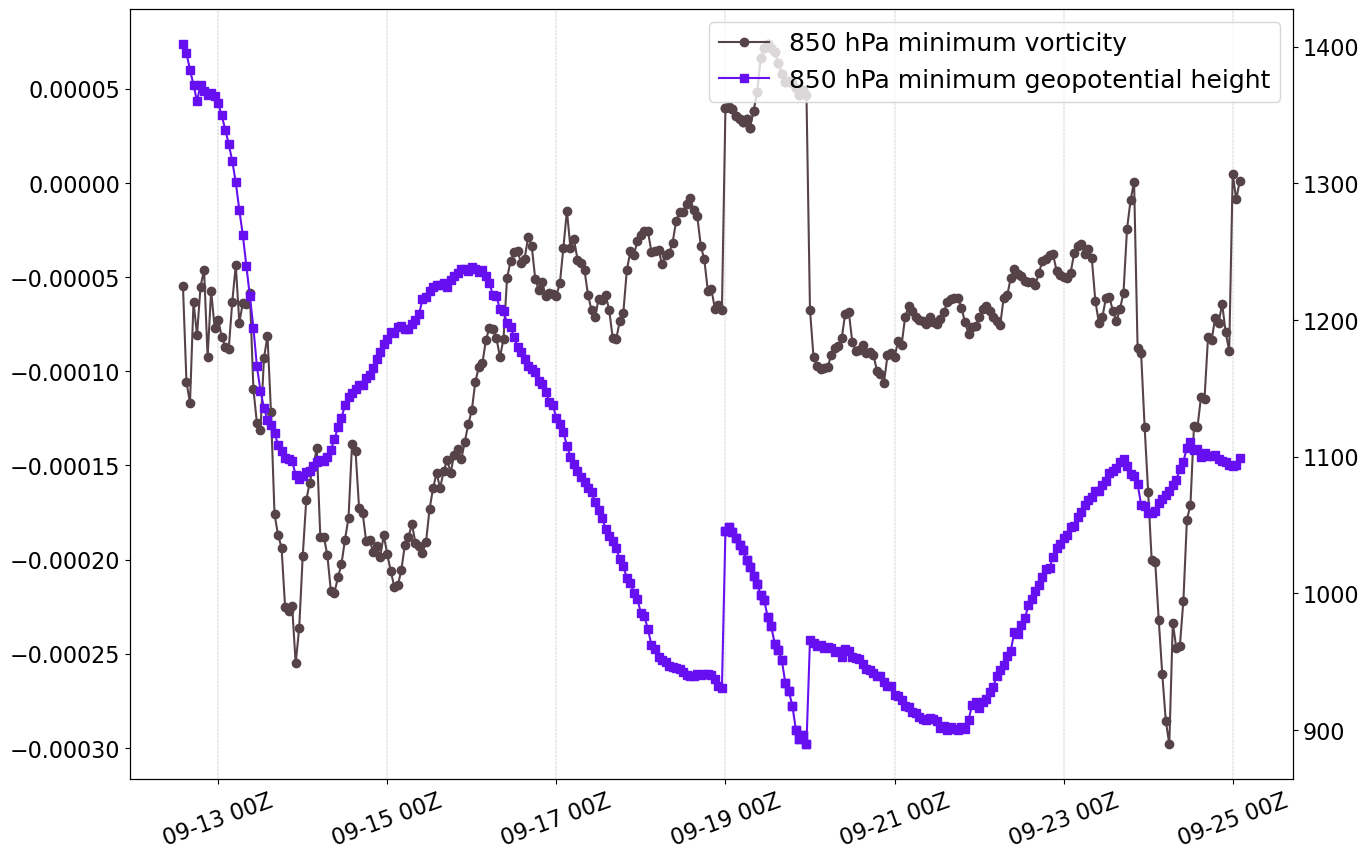 850 hPa minimum vorticity
850 hPa minimum geopotential height
0.00005
0.00000
−0.00005
−0.00010
−0.00015
−0.00020
−0.00025
−0.00030
1400
1300
1200
1100
1000
900
09-13 00Z
09-15 00Z
09-17 00Z
09-19 00Z
09-21 00Z
09-23 00Z
09-25 00Z